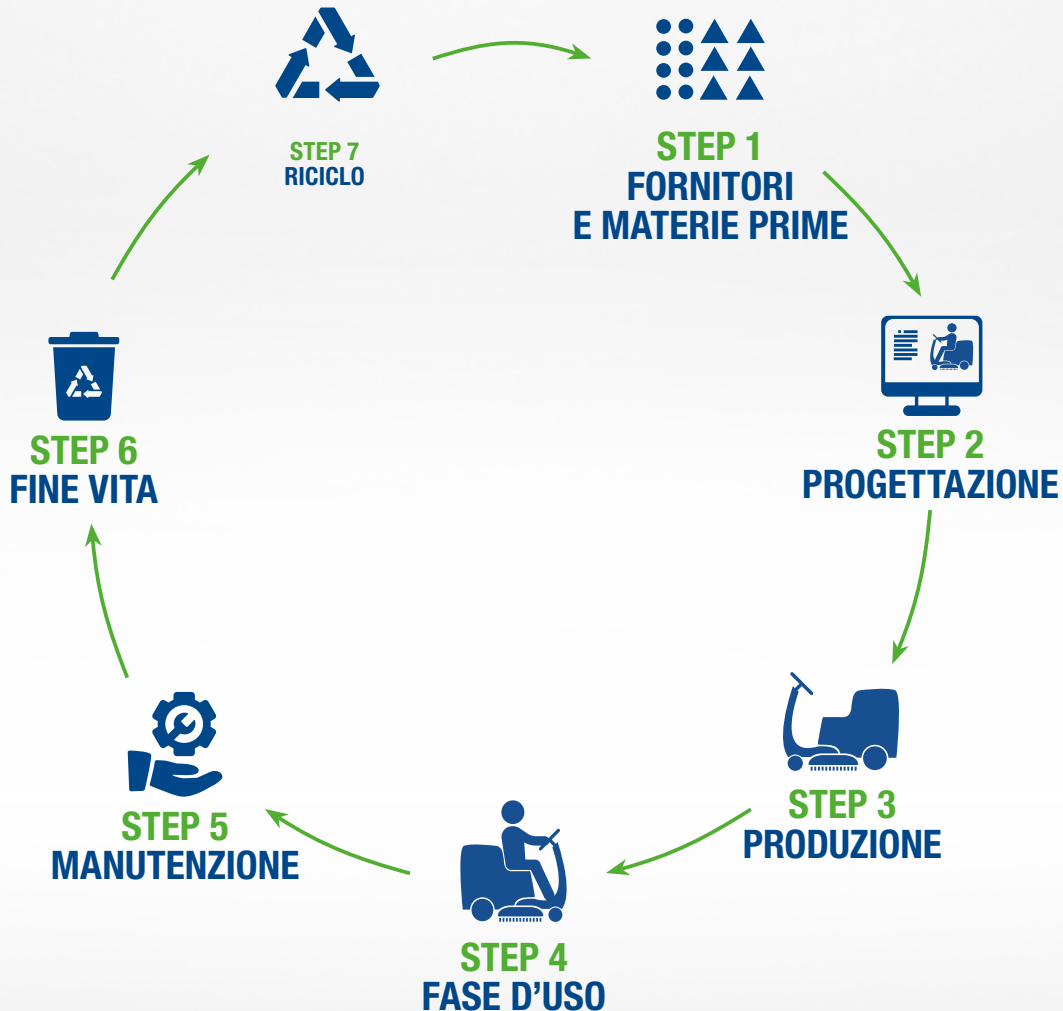 STEP 1
FORNITORI
E MATERIE PRIME
STEP 2
PROGETTAZIONE
STEP 3
PRODUZIONE
STEP 4
FASE D'USO
STEP 5
MANUTENZIONE
STEP 6
FINE VITA
STEP 7
RICICLO